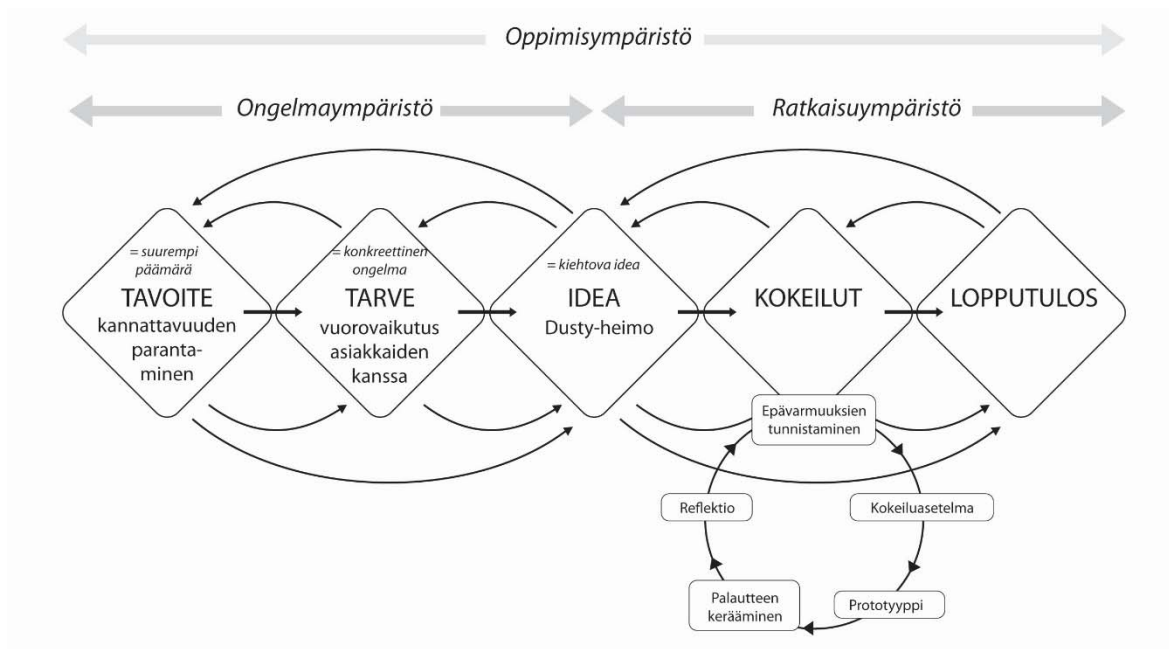 Oppimisympäristö
Ongelmaympäristö
Ratkaisuympäristö
= suurempi
päämärä
TAVOITE
kannattavuuden
paranta-
minen
= konkreettinen
ongelma
TARVE
vuorovaikutus
asiakkaiden
kanssa
= kiehtova idea
IDEA
Dusty-heimo
KOKEILUT
LOPPUTULOS
Epävarmuuksien
tunnistaminen
Reflektio
Kokeiluasetelma
Palautteen
kerääminen
Prototyyppi